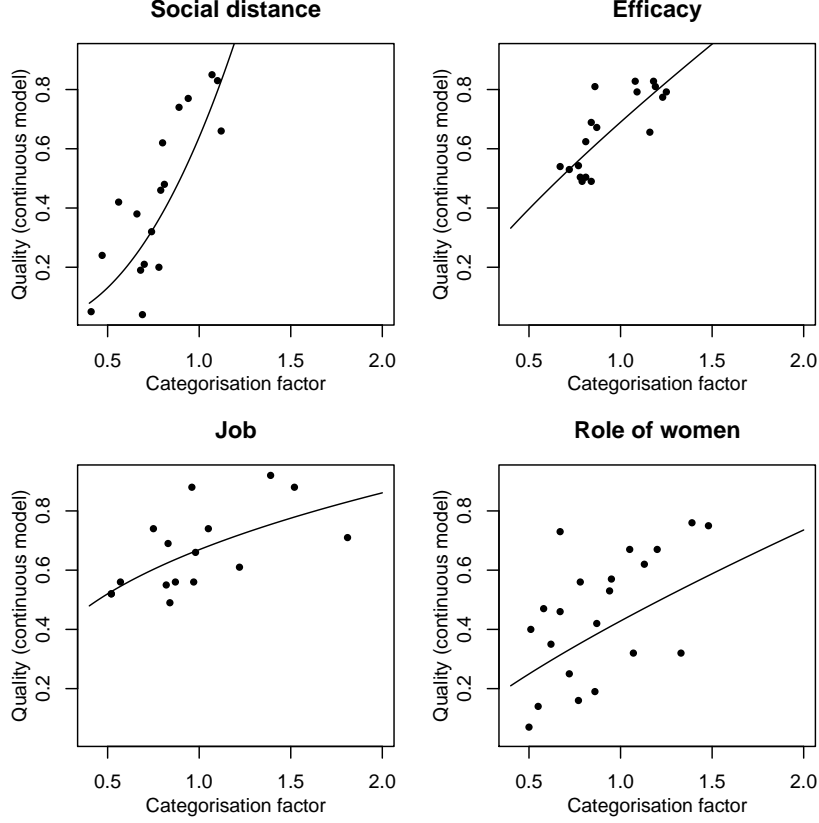 Social distance
Quality (continuous model)
0.2 0.4 0.6 0.8
0.5 1.0 1.5 2.0
Categorisation factor
Efficacy
Quality (continuous model)
0.2 0.4 0.6 0.8
0.5 1.0 1.5 2.0
Categorisation factor
Job
Quality (continuous model)
0.2 0.4 0.6 0.8
0.5 1.0 1.5 2.0
Categorisation factor
Role of women
Quality (continuous model)
0.2 0.4 0.6 0.8
0.5 1.0 1.5 2.0
Categorisation factor